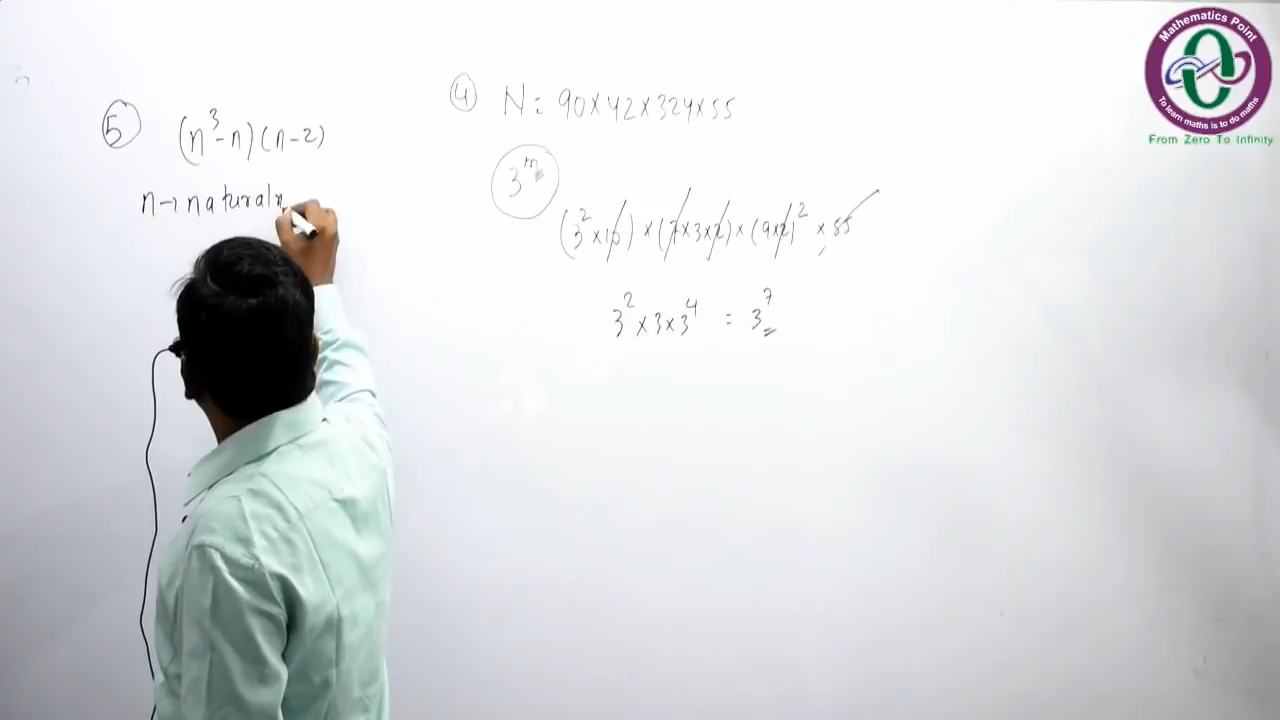 5 (n³-n)(n-2)
n→natural n
4 N = 90×42×324×55
3ᵐ
(3²×10)×(7×3×2)×(9×2)²×55
3²×3×3⁴ = 3⁷
Mathematics Point
To learn maths is to do maths
From Zero To Infinity